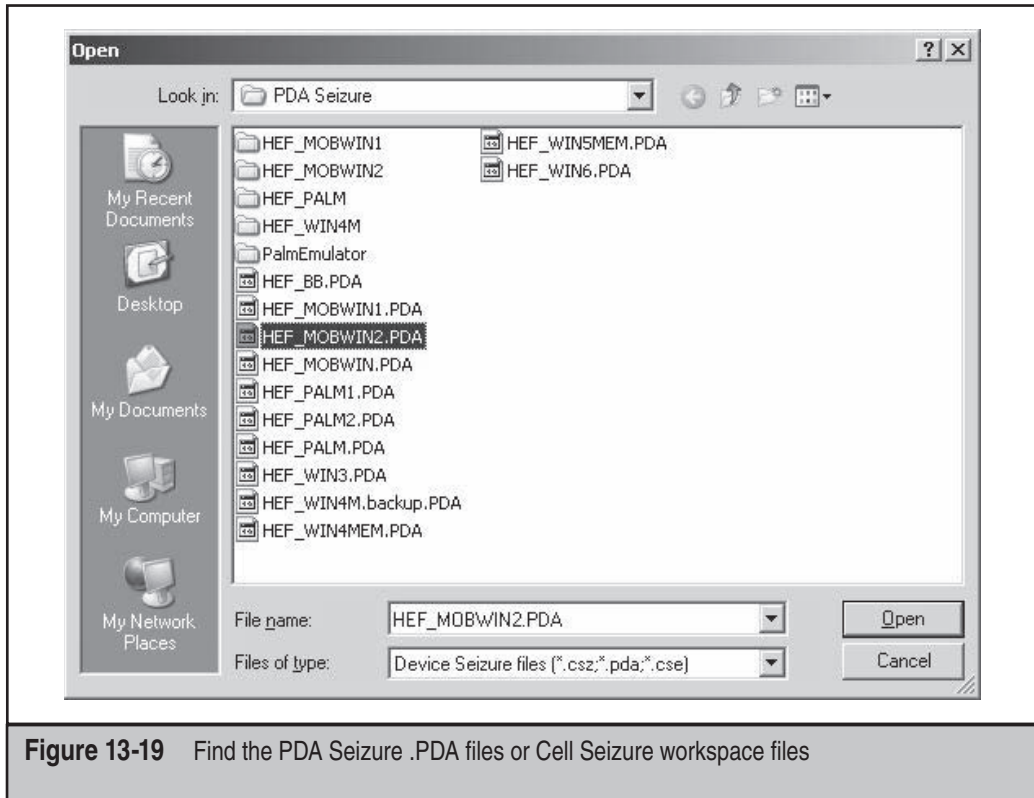 Open
Look in: PDA Seizure
My Recent
Documents
Desktop
My Documents
My Computer
My Network
Places
HEF_MOBWIN1
HEF_MOBWIN2
HEF_PALM
HEF_WIN4M
PalmEmulator
HEF_BB.PDA
HEF_MOBWIN1.PDA
HEF_MOBWIN2.PDA
HEF_MOBWIN.PDA
HEF_PALM1.PDA
HEF_PALM2.PDA
HEF_PALM.PDA
HEF_WIN3.PDA
HEF_WIN4M.backup.PDA
HEF_WIN4MEM.PDA
HEF_WIN5MEM.PDA
HEF_WIN6.PDA
File name: HEF_MOBWIN2.PDA Open
Files of type: Device Seizure files (*.csz;*.pda;*.cse) Cancel
Figure 13-19 Find the PDA Seizure .PDA files or Cell Seizure workspace files